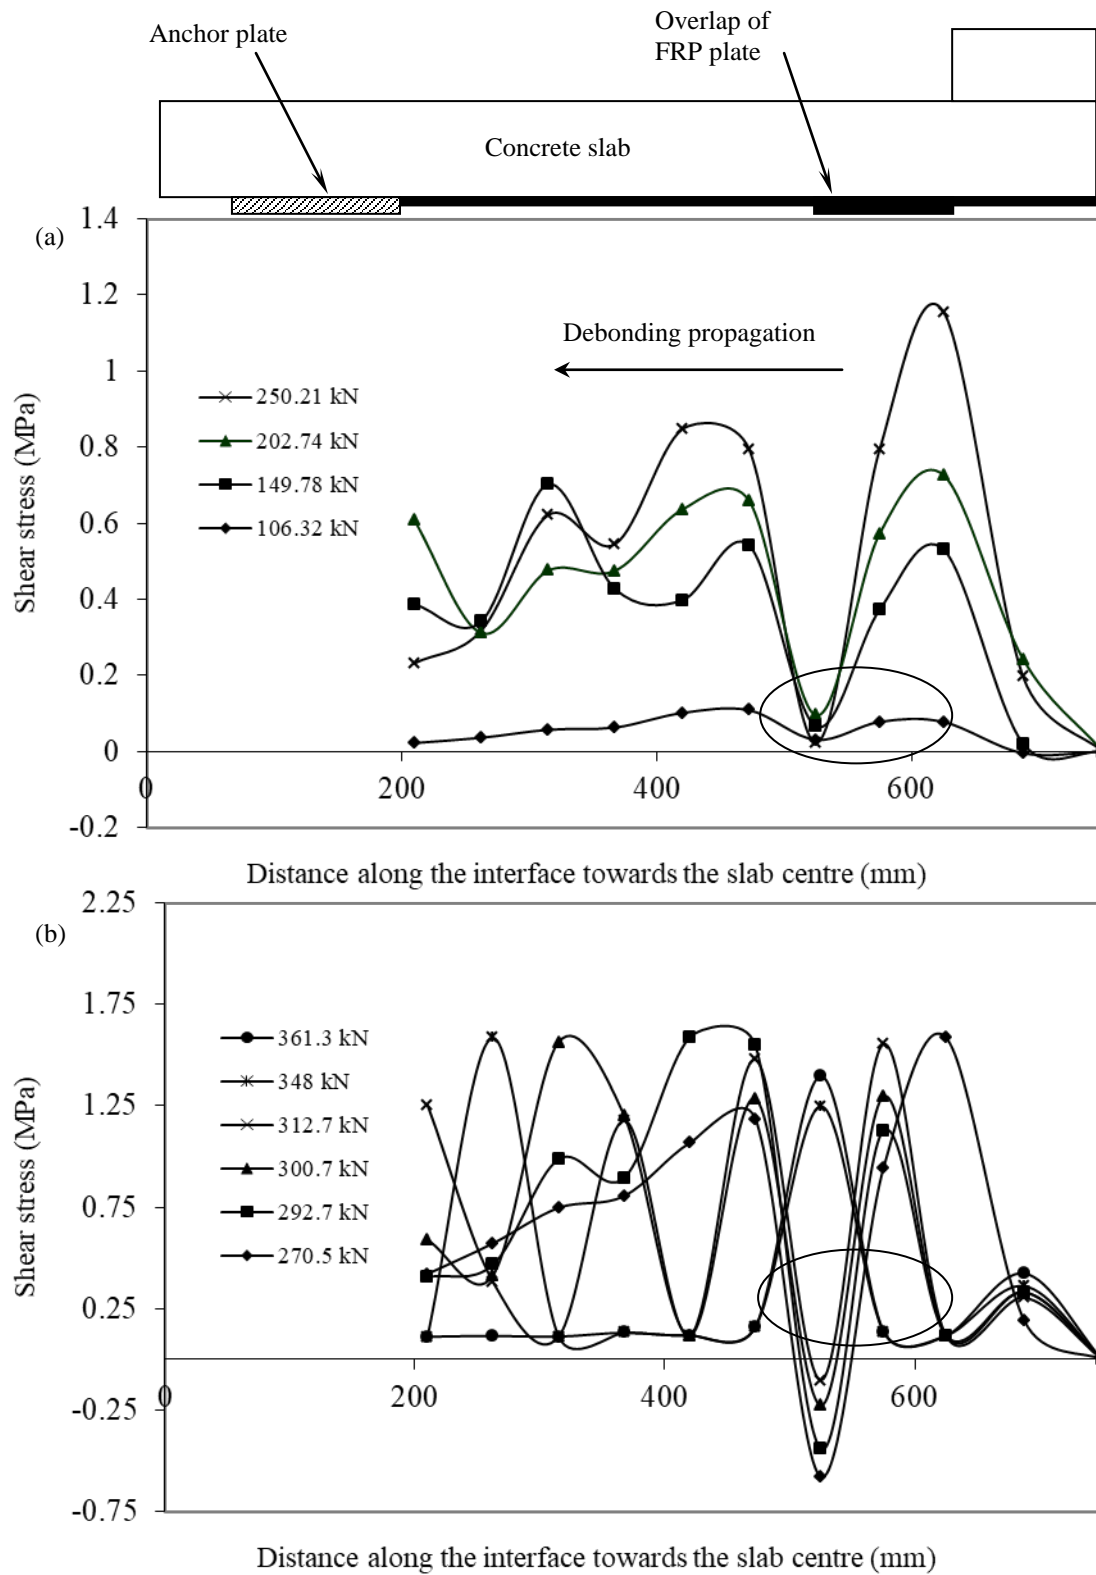 Anchor plate
Overlap of
FRP plate
Concrete slab
(a)
1.4
1.2
1
0.8
0.6
0.4
0.2
0
-0.2
Shear stress (MPa)
Debonding propagation
250.21 kN
202.74 kN
149.78 kN
106.32 kN
0
200
400
600
Distance along the interface towards the slab centre (mm)
(b)
2.25
1.75
1.25
0.75
0.25
-0.25
-0.75
Shear stress (MPa)
361.3 kN
348 kN
312.7 kN
300.7 kN
292.7 kN
270.5 kN
0
200
400
600
Distance along the interface towards the slab centre (mm)